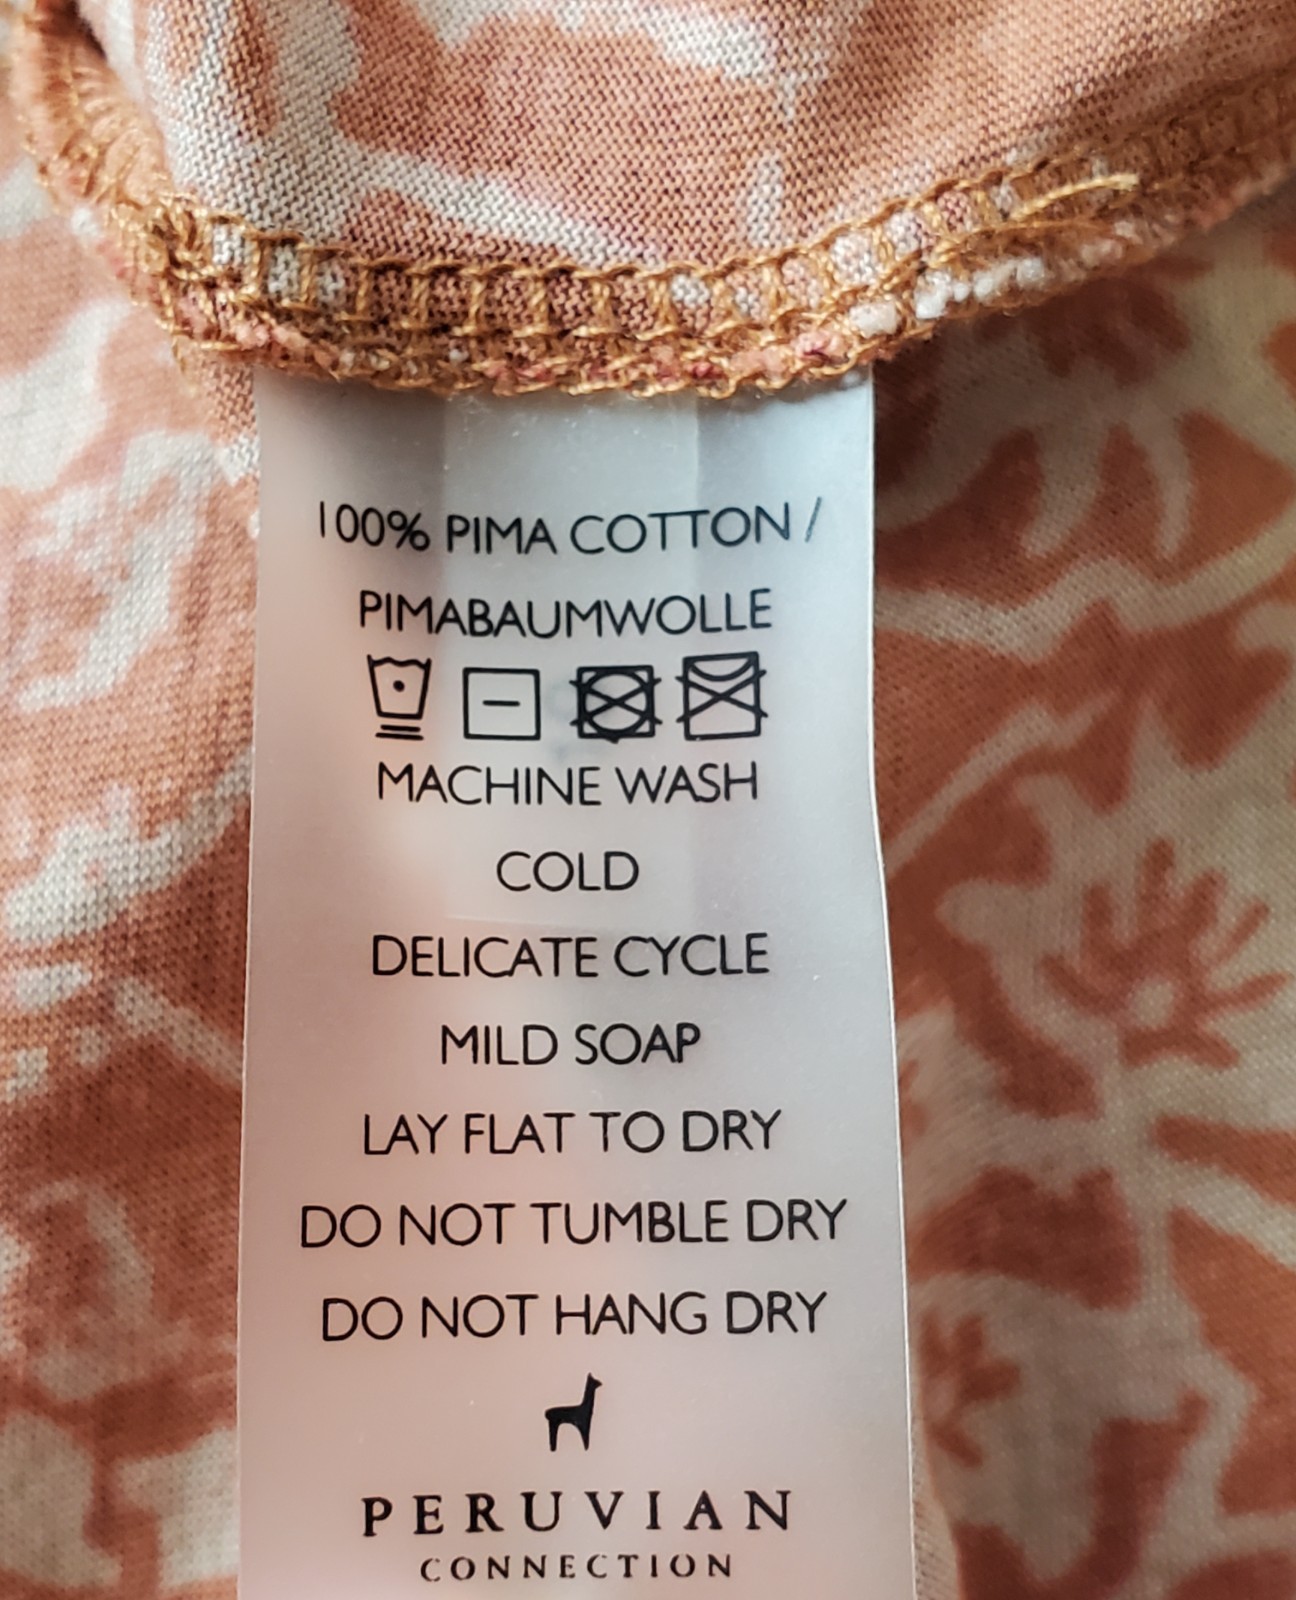 100% PIMA COTTON /
PIMABAUMWOLLE
MACHINE WASH
COLD
DELICATE CYCLE
MILD SOAP
LAY FLAT TO DRY
DO NOT TUMBLE DRY
DO NOT HANG DRY
PERUVIAN
CONNECTION